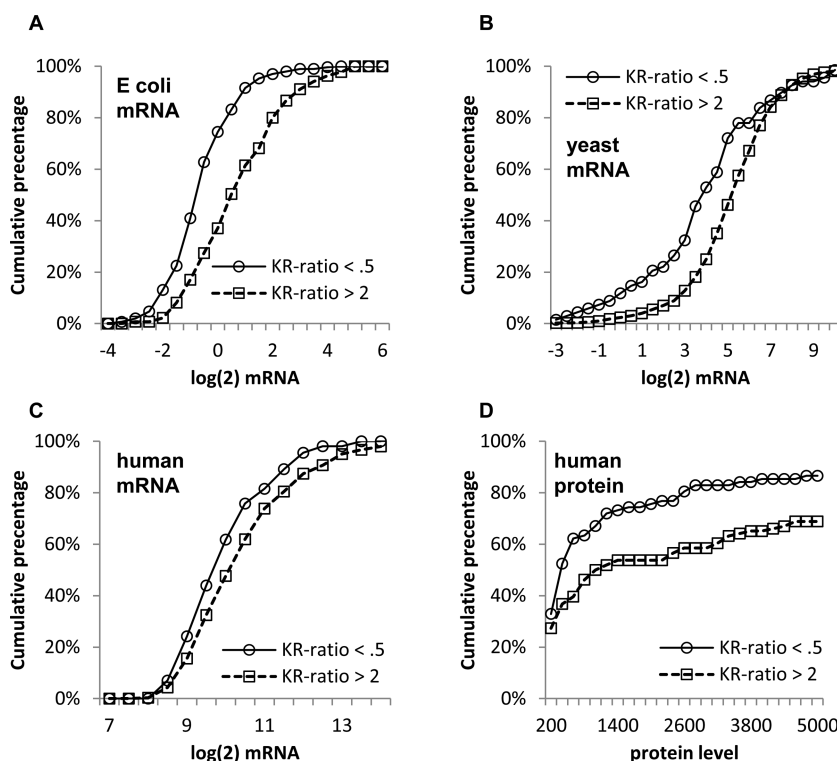 A
Cumulative precentage
100%
80%
60%
40%
20%
0%
E coli
mRNA
KR-ratio < .5
KR-ratio > 2
-4 -2 0 2 4 6
log(2) mRNA
B
Cumulative precentage
100%
80%
60%
40%
20%
0%
KR-ratio < .5
KR-ratio > 2
yeast
mRNA
-3 -1 1 3 5 7 9
log(2) mRNA
C
Cumulative precentage
100%
80%
60%
40%
20%
0%
human
mRNA
KR-ratio < .5
KR-ratio > 2
7 9 11 13
log(2) mRNA
D
Cumulative precentage
100%
80%
60%
40%
20%
0%
human
protein
KR-ratio < .5
KR-ratio > 2
200 1400 2600 3800 5000
protein level